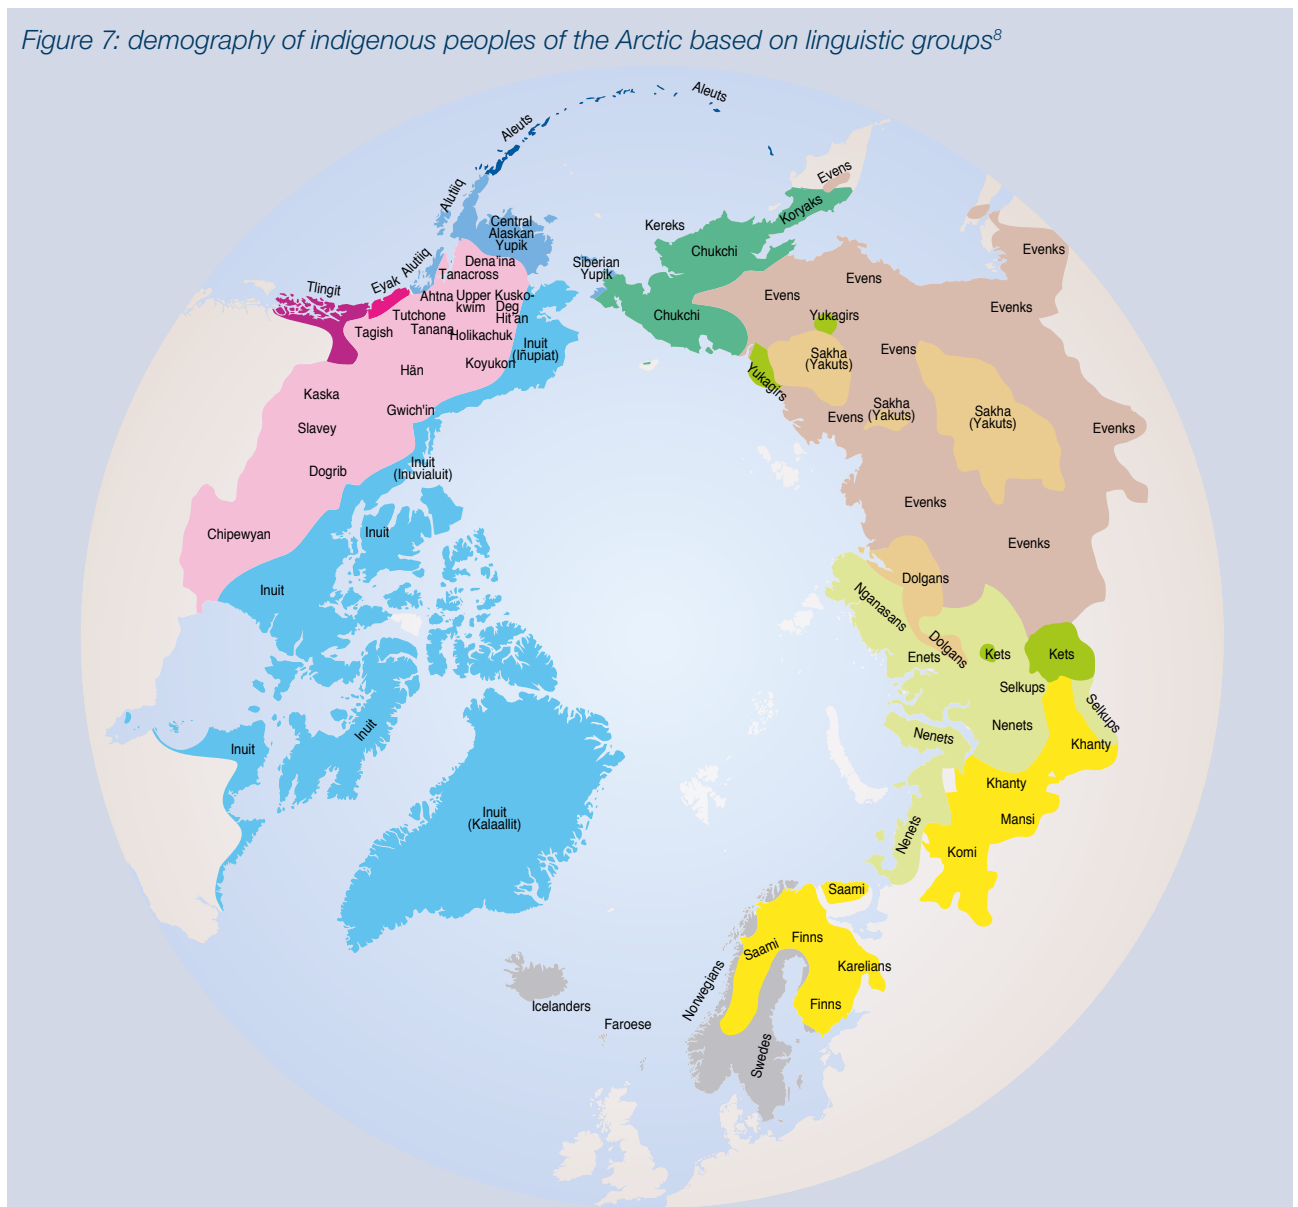 Figure 7: demography of indigenous peoples of the Arctic based on linguistic groups8
Aleuts
Aleuts
Alutiiq
Central
Alaskan
Yupik
Alutiiq
Eyak
Tlingit
Dena'ina
Tanacross
Ahtna
Upper Kusko-
kwim
Deg
Hit'an
Tutchone
Tanana
Holikachuk
Tagish
Koyukon
Inuit
(Iñupiat)
Hän
Kaska
Gwich'in
Slavey
Dogrib
Inuit
(Inuvialuit)
Chipewyan
Inuit
Inuit
Inuit
Inuit
Inuit
(Kalaallit)
Siberian
Yupik
Kereks
Koryaks
Evens
Chukchi
Chukchi
Evens
Evens
Evenks
Evenks
Yukagirs
Yukagirs
Sakha
(Yakuts)
Evens
Evens
Sakha
(Yakuts)
Sakha
(Yakuts)
Evenks
Evenks
Evenks
Dolgans
Nganasans
Dolgans
Enets
Kets
Kets
Selkups
Selkups
Nenets
Nenets
Khanty
Khanty
Mansi
Nenets
Komi
Saami
Saami
Finns
Karelians
Finns
Norwegians
Swedes
Icelanders
Faroese